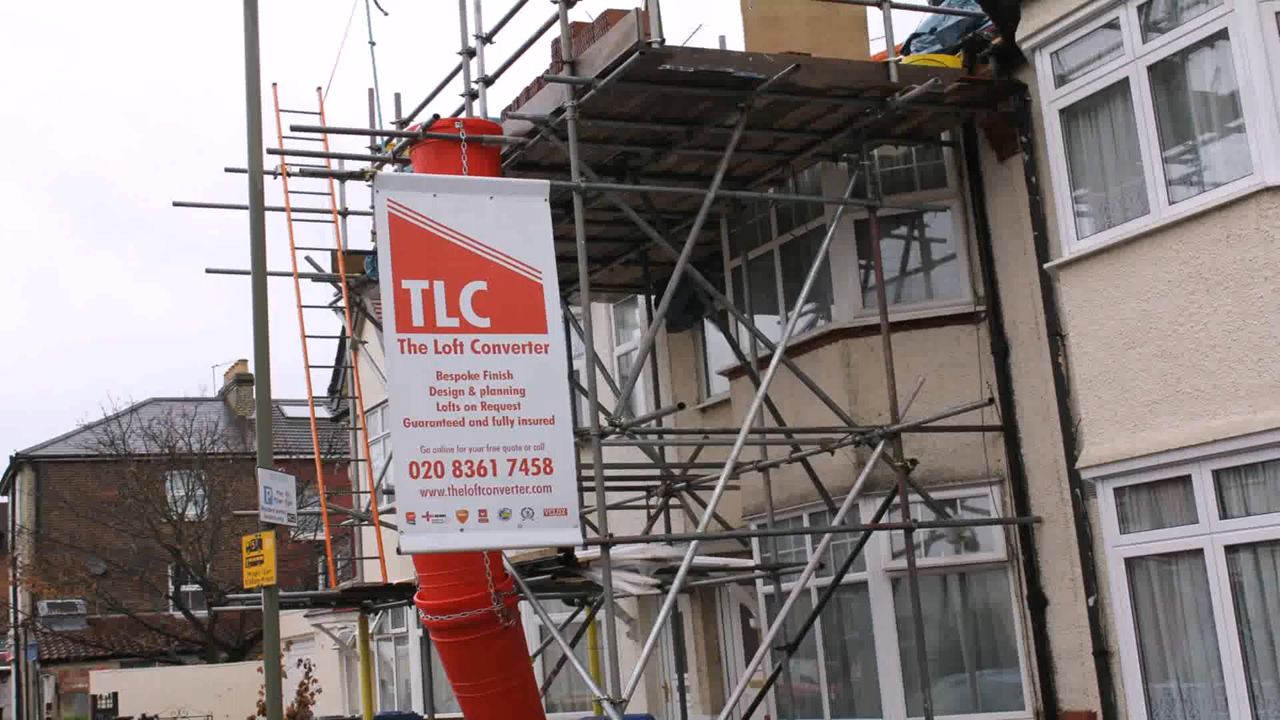 TLC
The Loft Converter
Bespoke Finish
Design & planning
Lofts on Request
Guaranteed and fully insured
Go online for your free quote or call
020 8361 7458
www.theloftconverter.com
VELUX
P